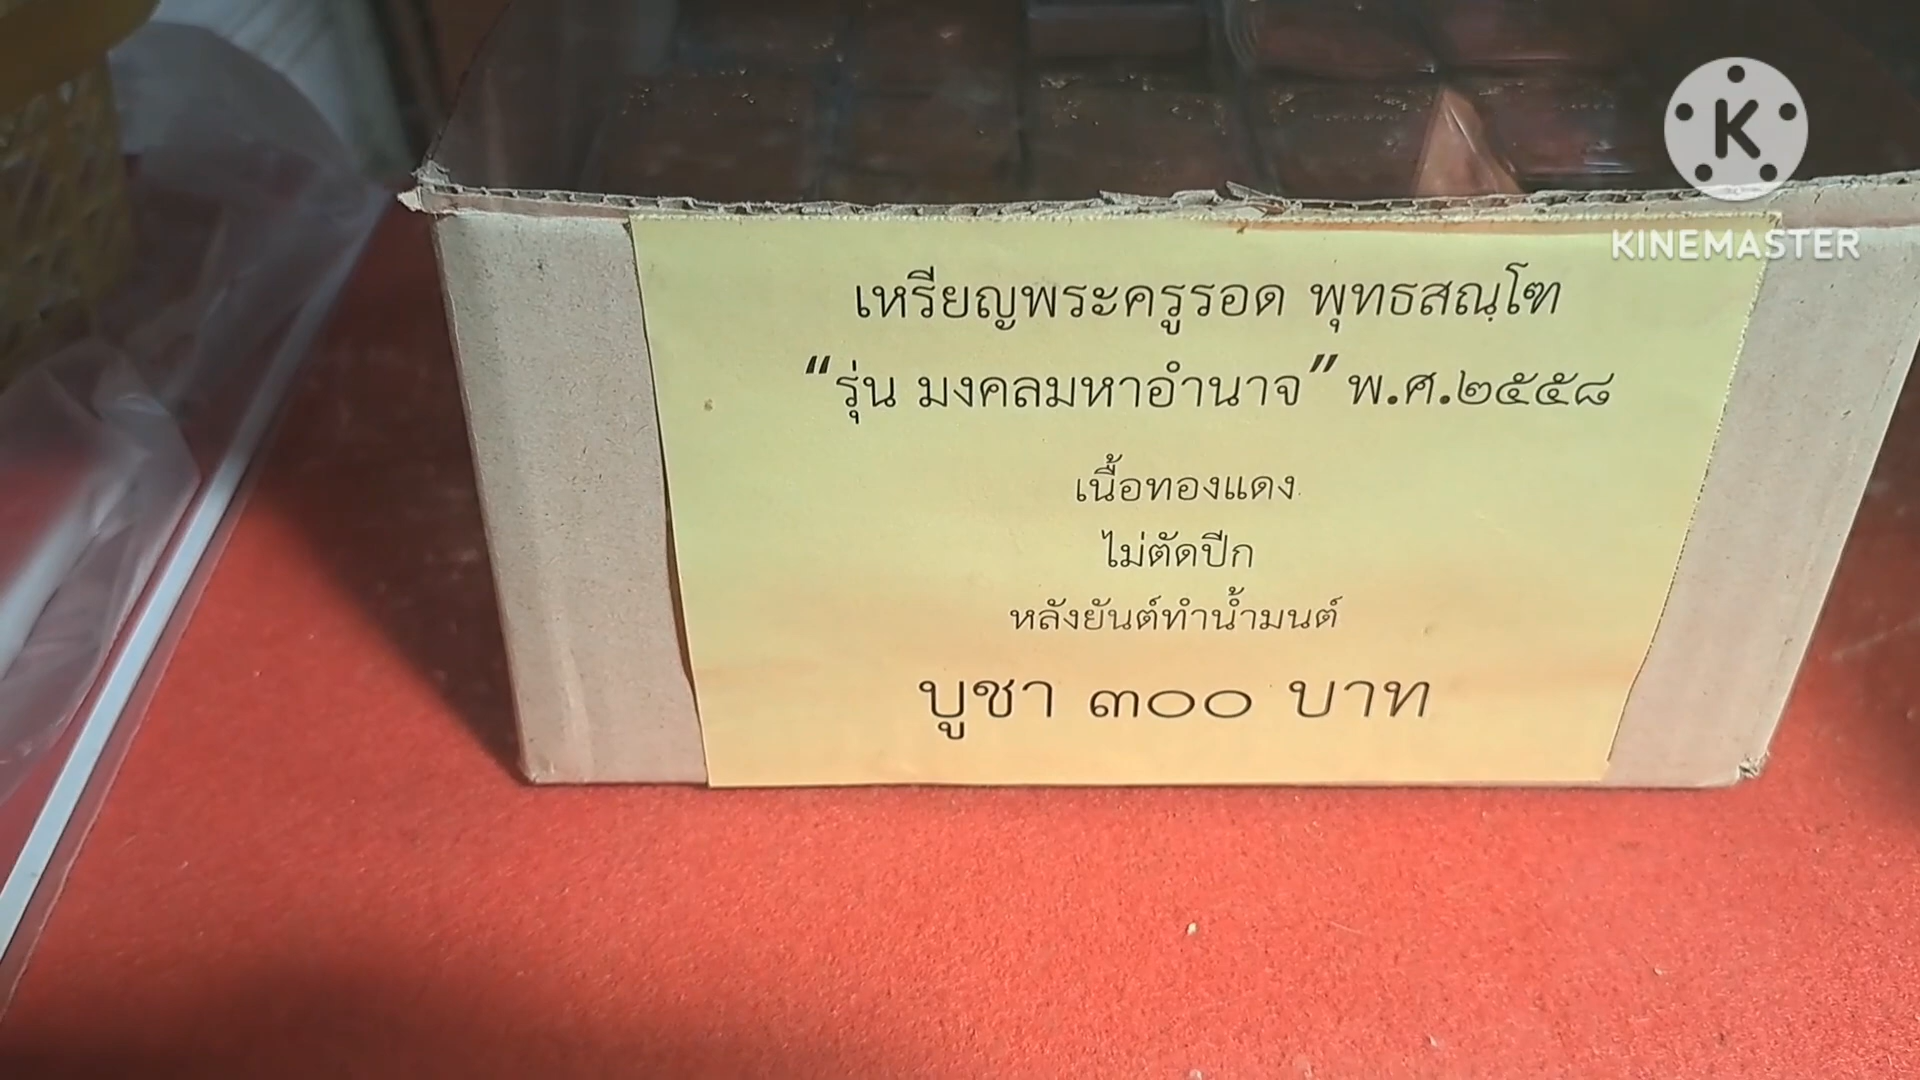 เหรียญพระครูรอด พุทธสณฺโฑ
“รุ่น มงคลมหาอำนาจ” พ.ศ.๒๕๕๘
เนื้อทองแดง
ไม่ตัดปีก
หลังยันต์ทำน้ำมนต์
บูชา ๓๐๐ บาท
K
KINEMASTER